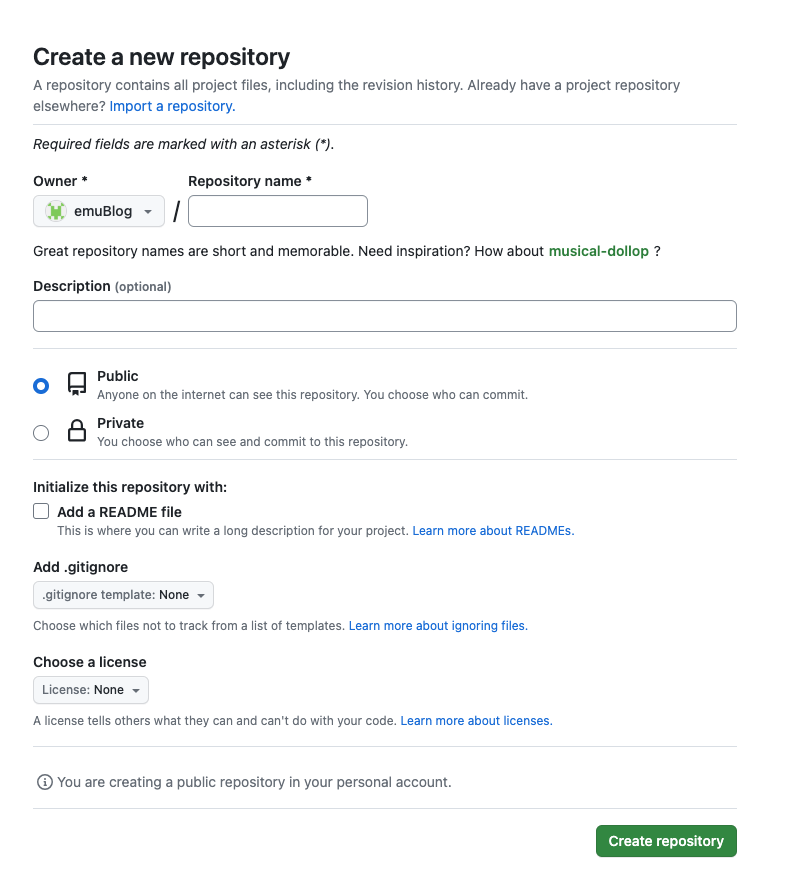 Create a new repository
A repository contains all project files, including the revision history. Already have a project repository
elsewhere? Import a repository.
Required fields are marked with an asterisk (*).
Owner * Repository name *
emuBlog /
Great repository names are short and memorable. Need inspiration? How about musical-dollop ?
Description (optional)
Public
Anyone on the internet can see this repository. You choose who can commit.
Private
You choose who can see and commit to this repository.
Initialize this repository with:
Add a README file
This is where you can write a long description for your project. Learn more about READMEs.
Add .gitignore
.gitignore template: None
Choose which files not to track from a list of templates. Learn more about ignoring files.
Choose a license
License: None
A license tells others what they can and can't do with your code. Learn more about licenses.
You are creating a public repository in your personal account.
Create repository